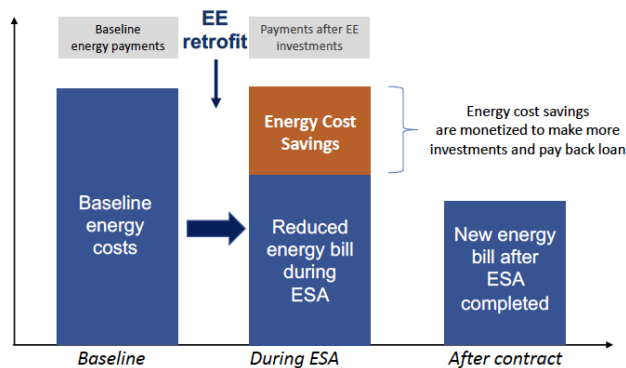 Baseline
energy payments
EE
retrofit
Payments after EE
investments
Energy Cost
Savings
Energy cost savings
are monetized to make more
investments and pay back loan
Baseline
energy
costs
Reduced
energy bill
during
ESA
New energy
bill after
ESA
completed
Baseline
During ESA
After contract